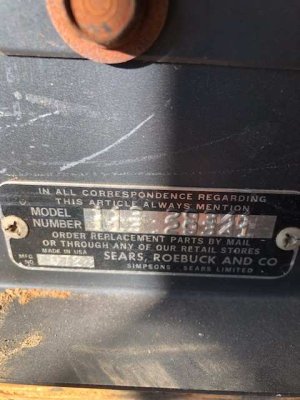 IN ALL CORRESPONDENCE REGARDING
THIS ARTICLE ALWAYS MENTION
MODEL
NUMBER
ORDER REPLACEMENT PARTS BY MAIL
OR THROUGH ANY OF OUR RETAIL STORES
MADE IN USA
SEARS, ROEBUCK AND CO
MFG.
NO.
SIMPSONS - SEARS LIMITED